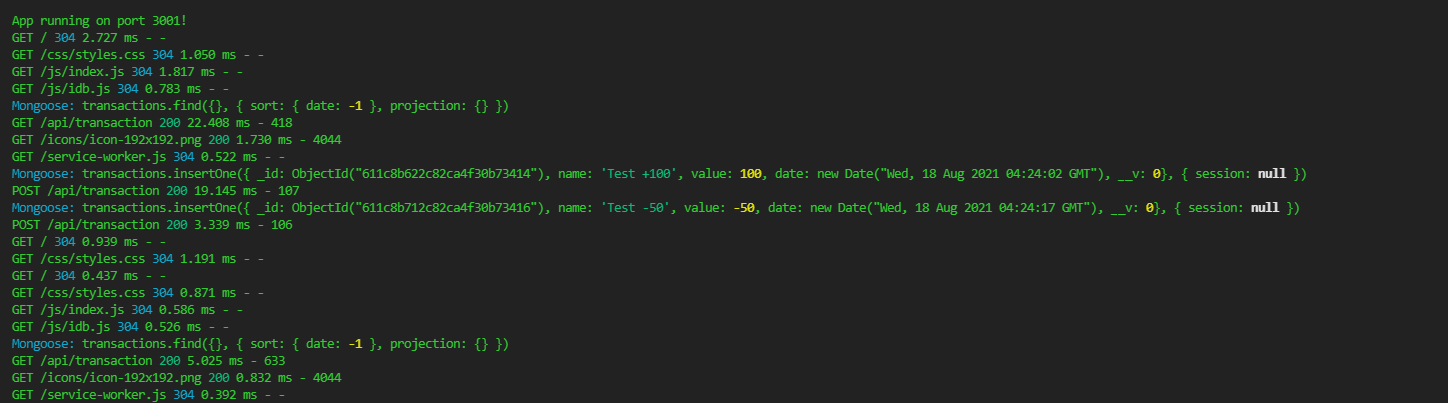 App running on port 3001!
GET / 304 2.727 ms - -
GET /css/styles.css 304 1.050 ms - -
GET /js/index.js 304 1.817 ms - -
GET /js/idb.js 304 0.783 ms - -
Mongoose: transactions.find({}, { sort: { date: -1 }, projection: {} })
GET /api/transaction 200 22.408 ms - 418
GET /icons/icon-192x192.png 200 1.730 ms - 4044
GET /service-worker.js 304 0.522 ms - -
Mongoose: transactions.insertOne({ _id: ObjectId("611c8b622c82ca4f30b73414"), name: 'Test +100', value: 100, date: new Date("Wed, 18 Aug 2021 04:24:02 GMT"), __v: 0}, { session: null })
POST /api/transaction 200 19.145 ms - 107
Mongoose: transactions.insertOne({ _id: ObjectId("611c8b712c82ca4f30b73416"), name: 'Test -50', value: -50, date: new Date("Wed, 18 Aug 2021 04:24:17 GMT"), __v: 0}, { session: null })
POST /api/transaction 200 3.339 ms - 106
GET / 304 0.939 ms - -
GET /css/styles.css 304 1.191 ms - -
GET / 304 0.437 ms - -
GET /css/styles.css 304 0.871 ms - -
GET /js/index.js 304 0.586 ms - -
GET /js/idb.js 304 0.526 ms - -
Mongoose: transactions.find({}, { sort: { date: -1 }, projection: {} })
GET /api/transaction 200 5.025 ms - 633
GET /icons/icon-192x192.png 200 0.832 ms - 4044
GET /service-worker.js 304 0.392 ms - -